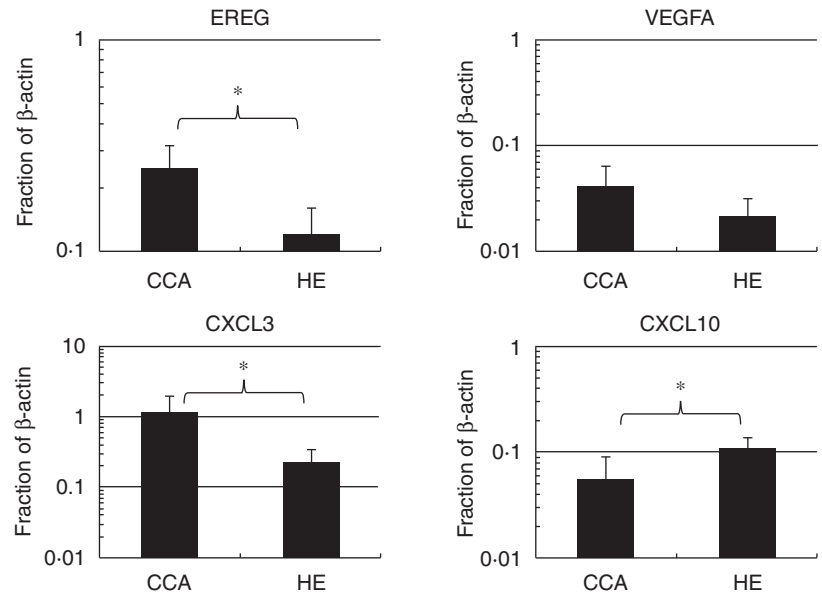 EREG
1
*
0·1
Fraction of β-actin
CCA HE
VEGFA
1
0·1
0·01
Fraction of β-actin
CCA HE
CXCL3
10
*
1
0·1
0·01
Fraction of β-actin
CCA HE
CXCL10
1
*
0·1
0·01
Fraction of β-actin
CCA HE